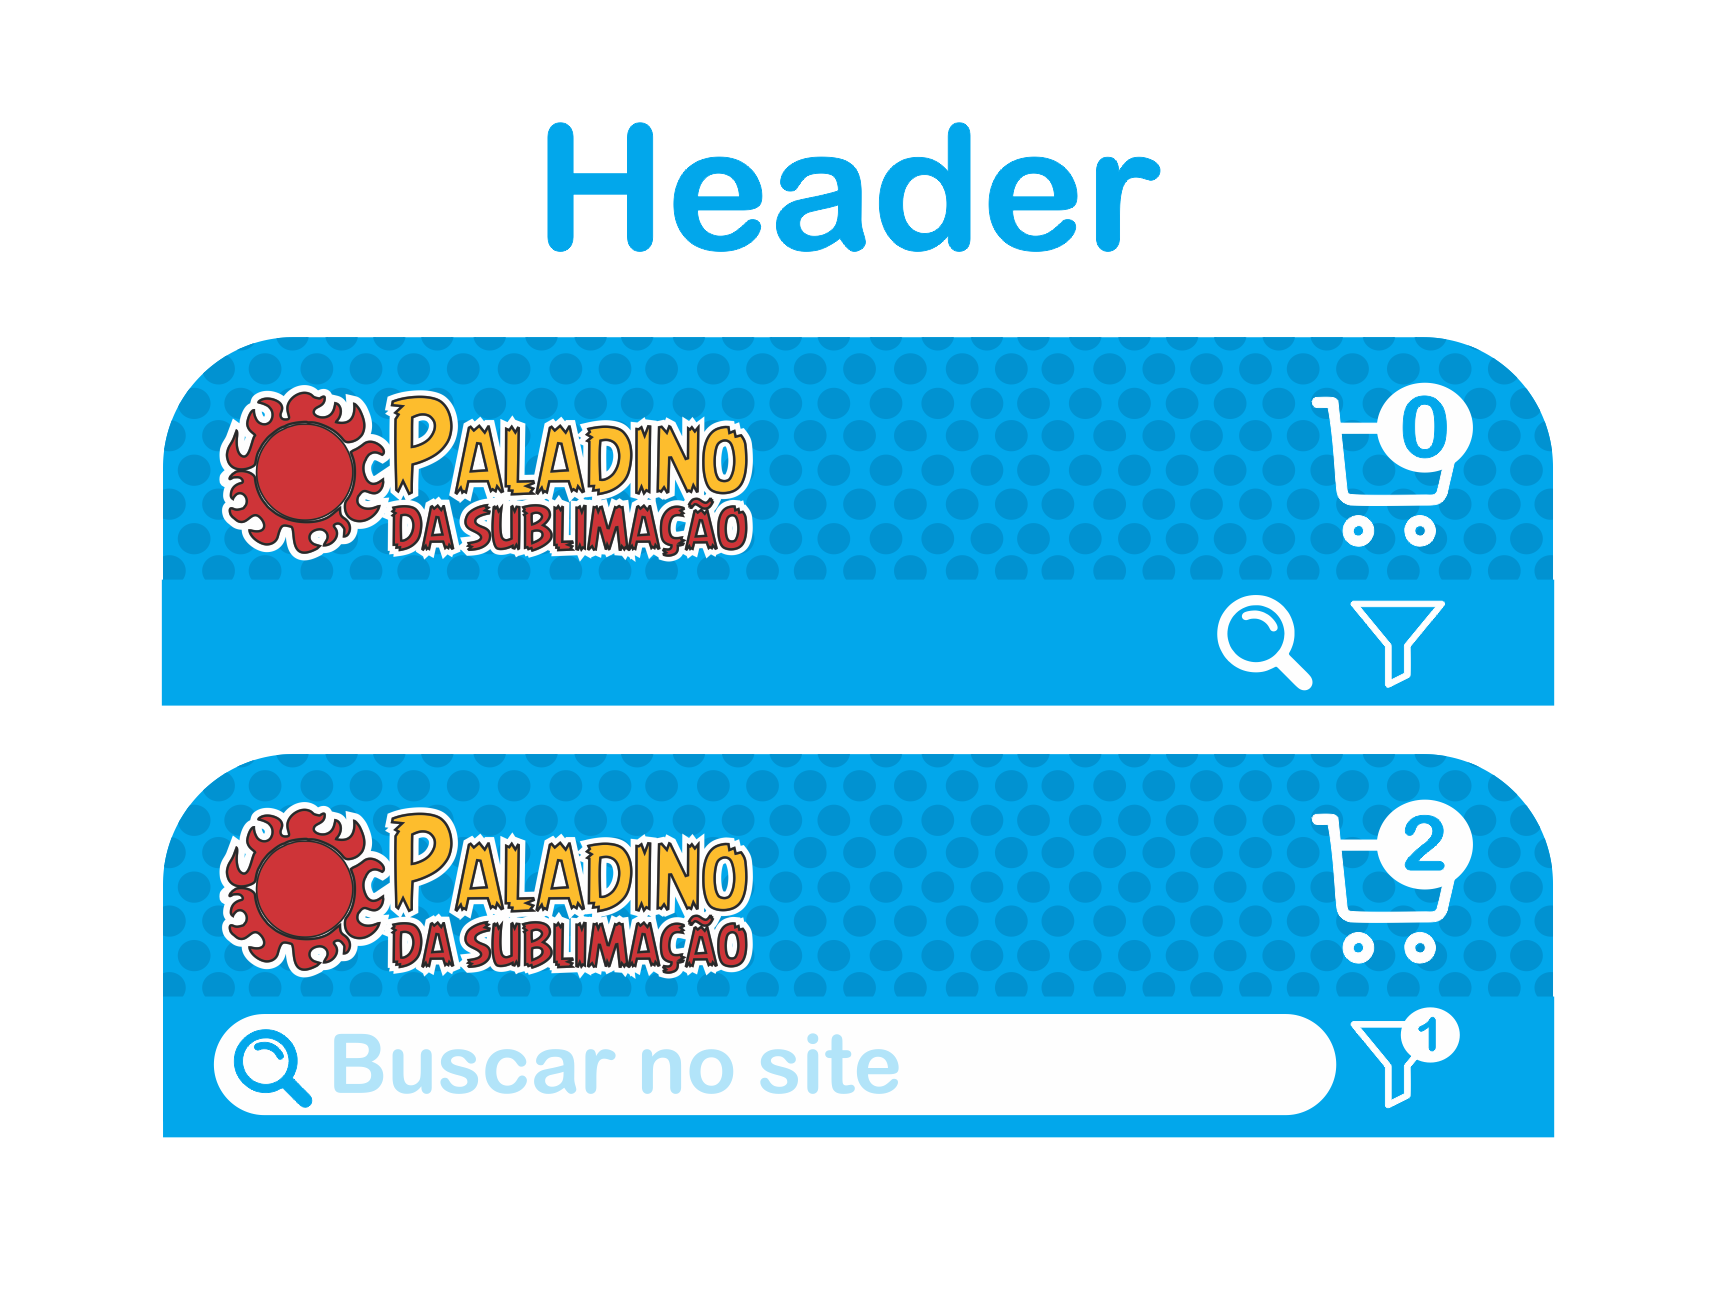 Header
PALADINO
DA SUBLIMAÇÃO
0
PALADINO
DA SUBLIMAÇÃO
2
Buscar no site
1